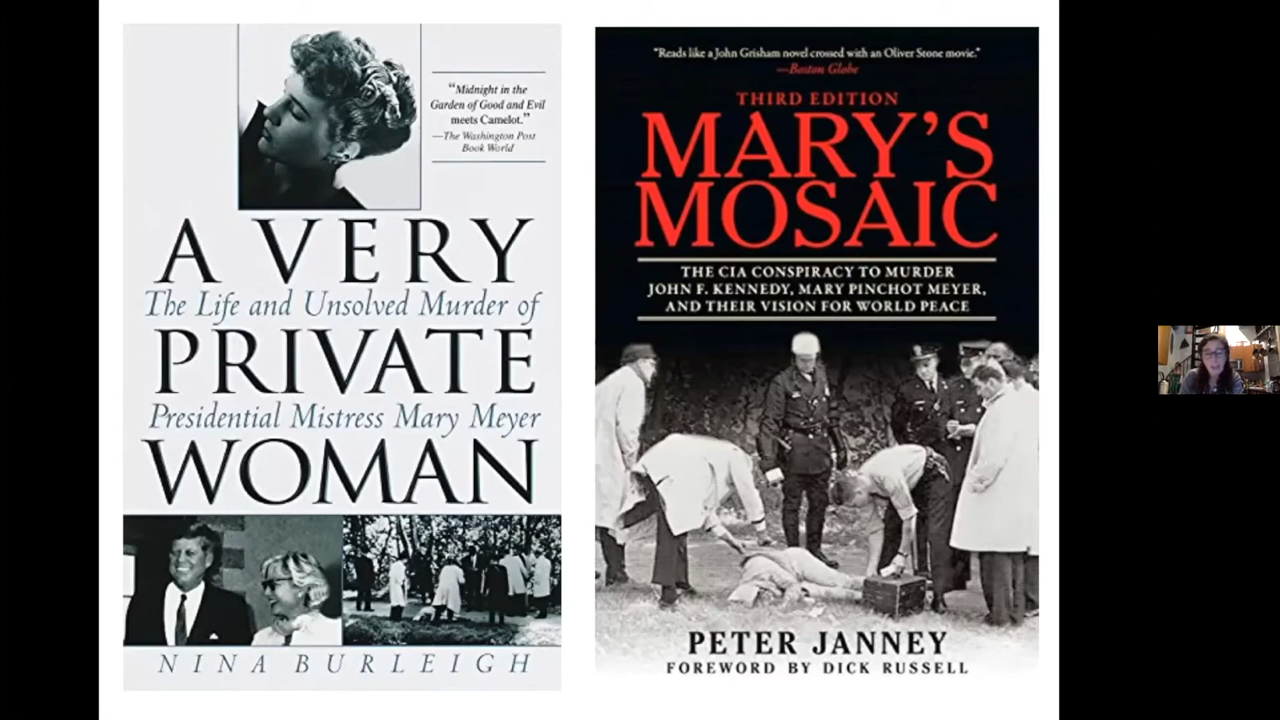 “Midnight in the
Garden of Good and Evil
meets Camelot.”
—The Washington Post
Book World
A VERY
The Life and Unsolved Murder of
PRIVATE
Presidential Mistress Mary Meyer
WOMAN
NINA BURLEIGH
“Reads like a John Grisham novel crossed with an Oliver Stone movie.”
—Boston Globe
THIRD EDITION
MARY’S
MOSAIC
THE CIA CONSPIRACY TO MURDER
JOHN F. KENNEDY, MARY PINCHOT MEYER,
AND THEIR VISION FOR WORLD PEACE
PETER JANNEY
FOREWORD BY DICK RUSSELL